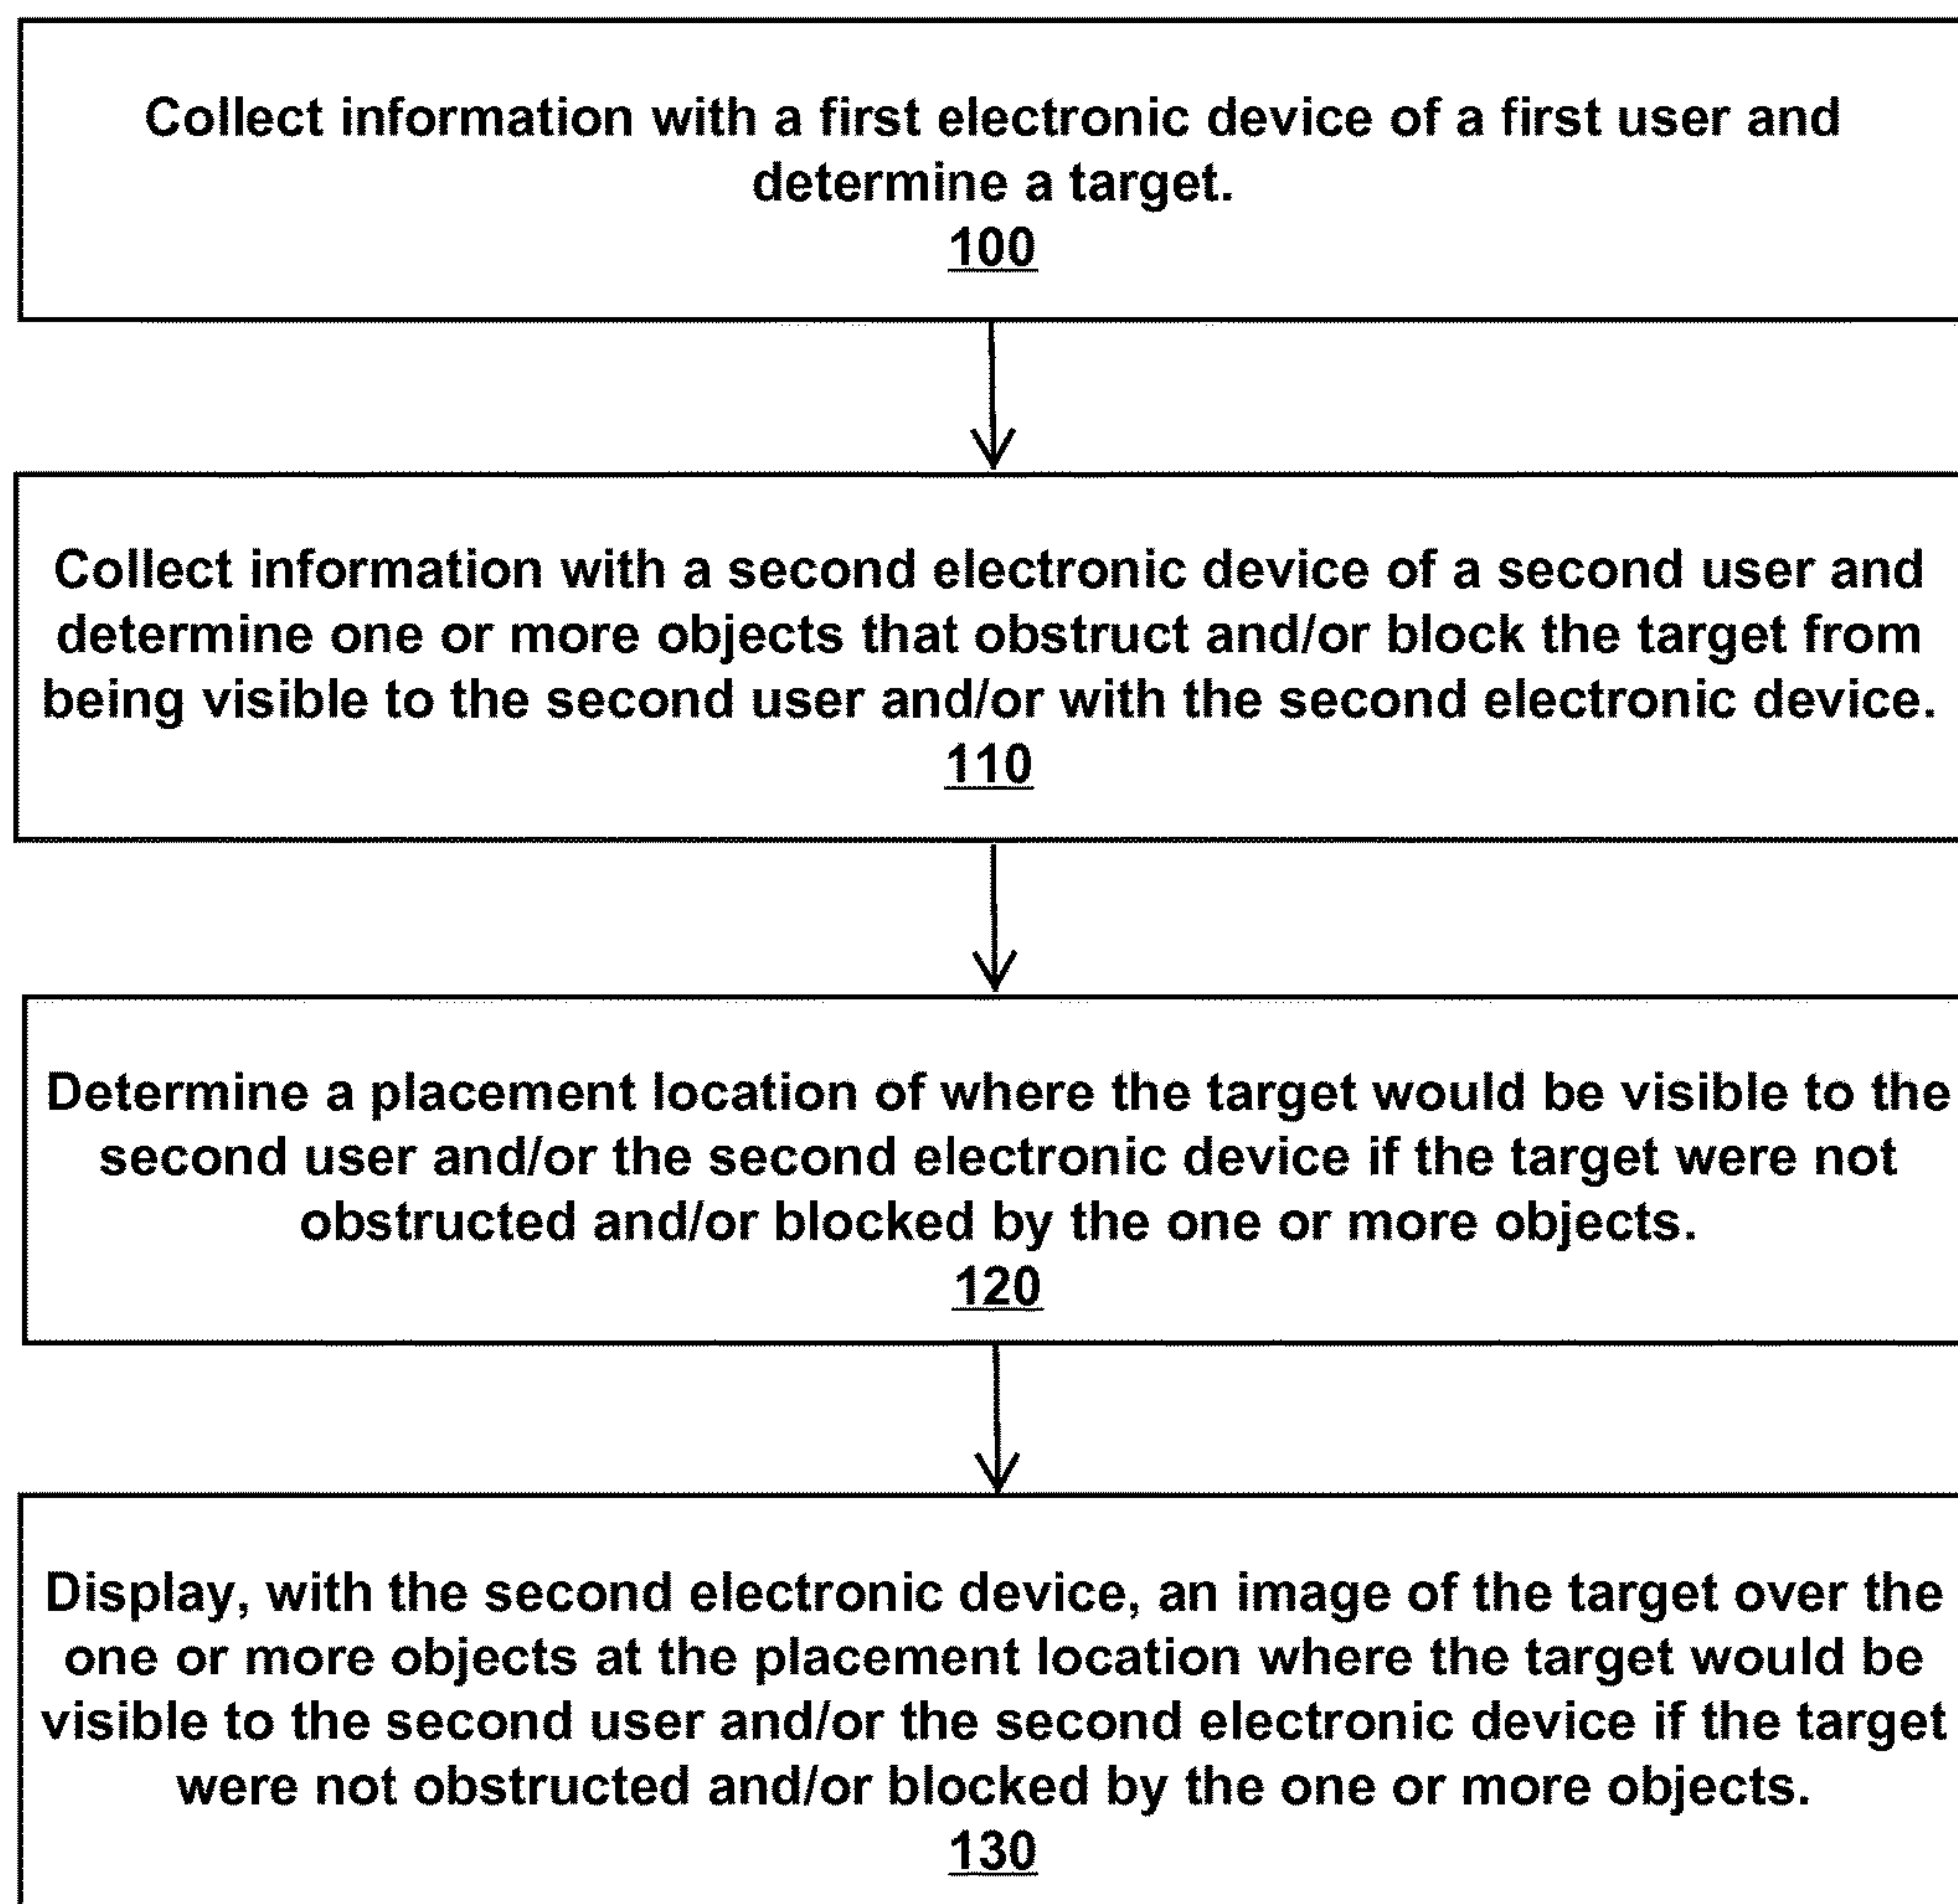 Collect information with a first electronic device of a first user and
determine a target.
100
Collect information with a second electronic device of a second user and
determine one or more objects that obstruct and/or block the target from
being visible to the second user and/or with the second electronic device.
110
Determine a placement location of where the target would be visible to the
second user and/or the second electronic device if the target were not
obstructed and/or blocked by the one or more objects.
120
Display, with the second electronic device, an image of the target over the
one or more objects at the placement location where the target would be
visible to the second user and/or the second electronic device if the target
were not obstructed and/or blocked by the one or more objects.
130